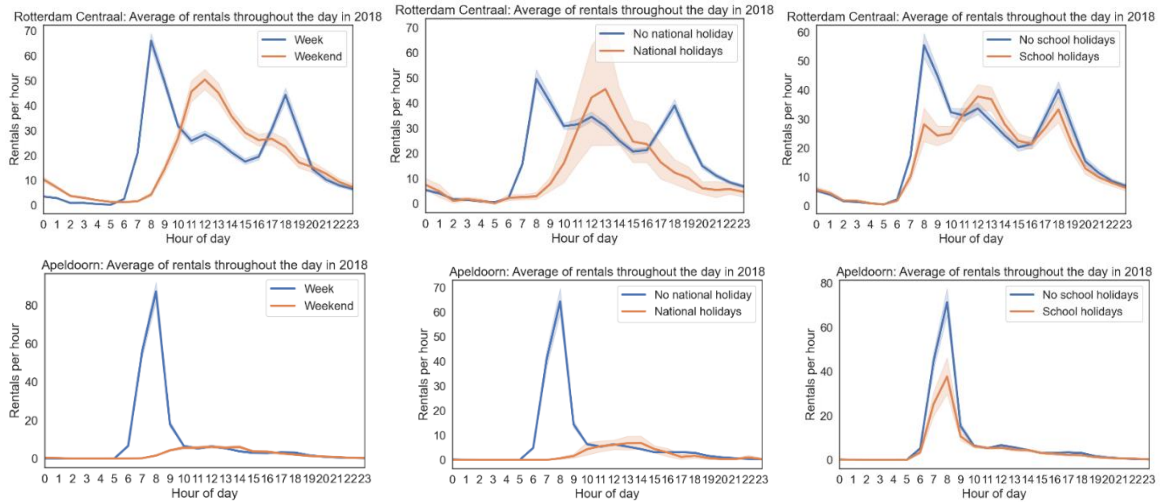 Rotterdam Centraal: Average of rentals throughout the day in 2018
70
60
50
40
30
20
10
0
Rentals per hour
Week
Weekend
0 1 2 3 4 5 6 7 8 9 10 11 12 13 14 15 16 17 18 19 20 21 22 23
Hour of day
Rotterdam Centraal: Average of rentals throughout the day in 2018
70
60
50
40
30
20
10
0
Rentals per hour
No national holiday
National holidays
0 1 2 3 4 5 6 7 8 9 10 11 12 13 14 15 16 17 18 19 20 21 22 23
Hour of day
Rotterdam Centraal: Average of rentals throughout the day in 2018
60
50
40
30
20
10
0
Rentals per hour
No school holidays
School holidays
0 1 2 3 4 5 6 7 8 9 10 11 12 13 14 15 16 17 18 19 20 21 22 23
Hour of day
Apeldoorn: Average of rentals throughout the day in 2018
80
60
40
20
0
Rentals per hour
Week
Weekend
0 1 2 3 4 5 6 7 8 9 10 11 12 13 14 15 16 17 18 19 20 21 22 23
Hour of day
Apeldoorn: Average of rentals throughout the day in 2018
70
60
50
40
30
20
10
0
Rentals per hour
No national holiday
National holidays
0 1 2 3 4 5 6 7 8 9 10 11 12 13 14 15 16 17 18 19 20 21 22 23
Hour of day
Apeldoorn: Average of rentals throughout the day in 2018
80
60
40
20
0
Rentals per hour
No school holidays
School holidays
0 1 2 3 4 5 6 7 8 9 10 11 12 13 14 15 16 17 18 19 20 21 22 23
Hour of day